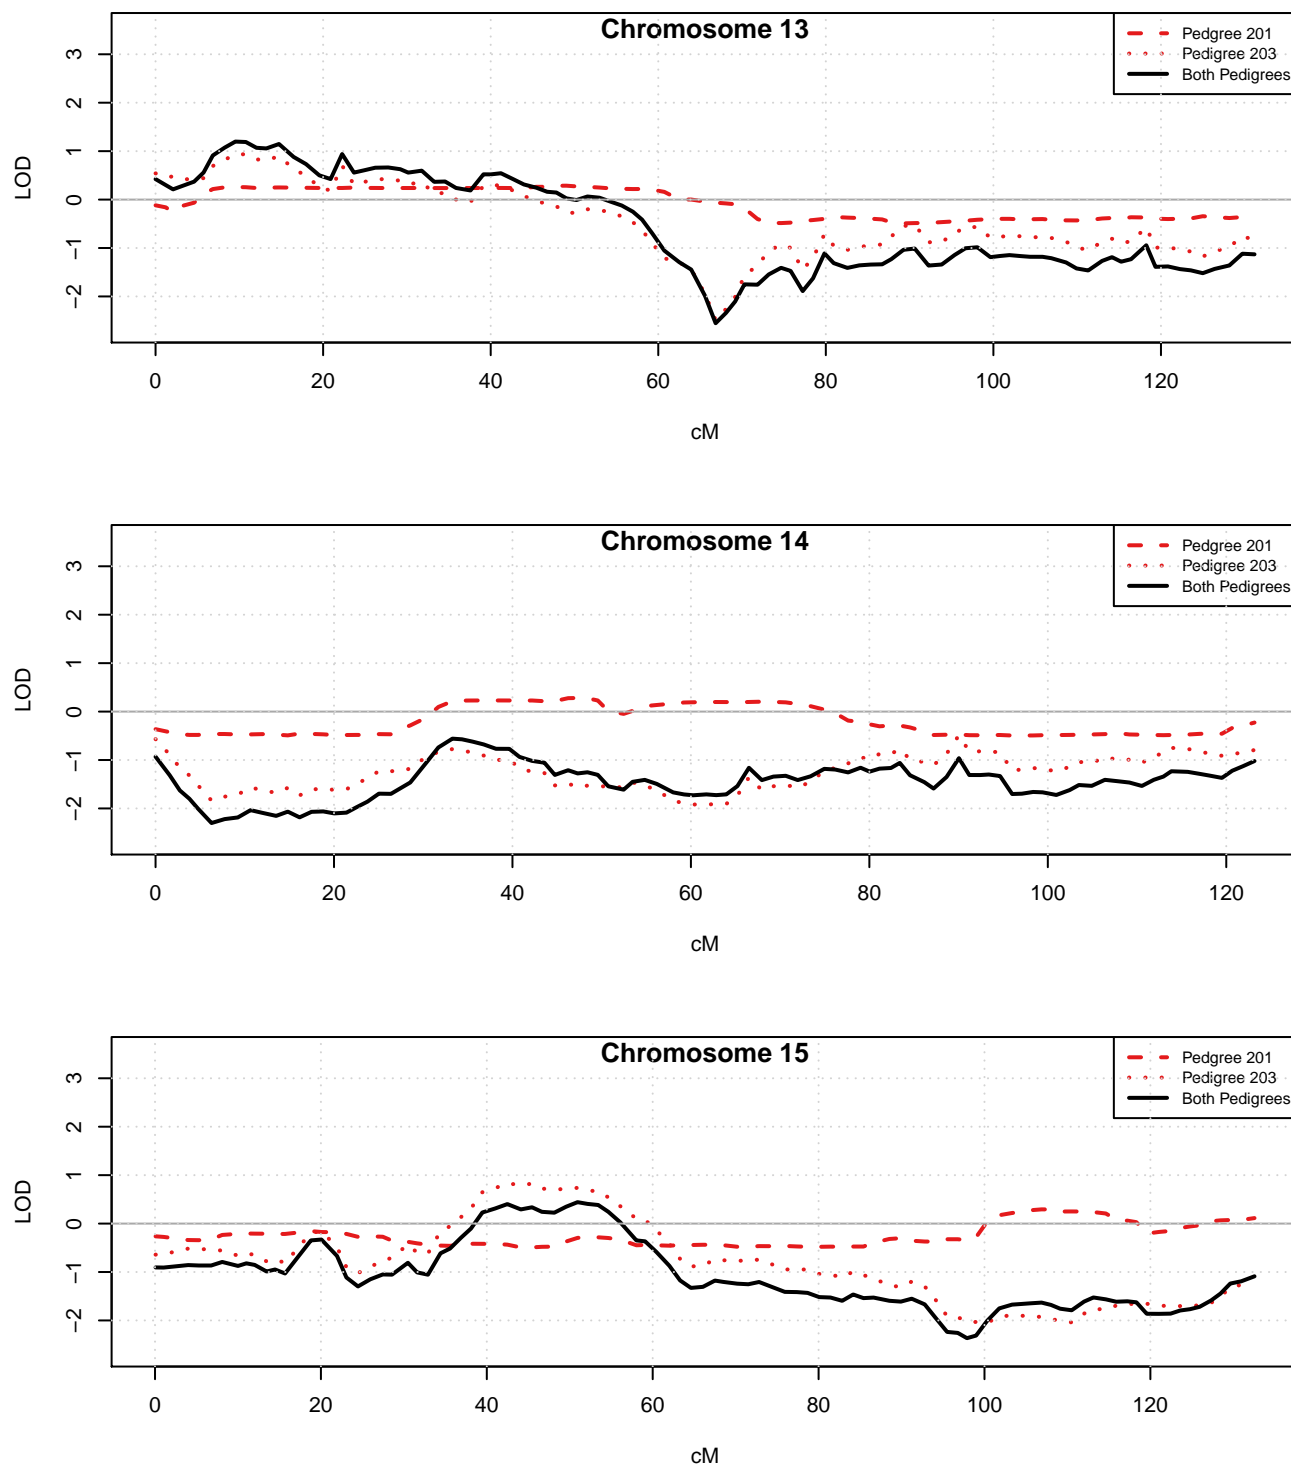 Chromosome 13
Pedgree 201
Pedigree 203
Both Pedigrees
LOD
3
2
1
0
−1
−2
0 20 40 60 80 100 120
cM
Chromosome 14
Pedgree 201
Pedigree 203
Both Pedigrees
LOD
3
2
1
0
−1
−2
0 20 40 60 80 100 120
cM
Chromosome 15
Pedgree 201
Pedigree 203
Both Pedigrees
LOD
3
2
1
0
−1
−2
0 20 40 60 80 100 120
cM